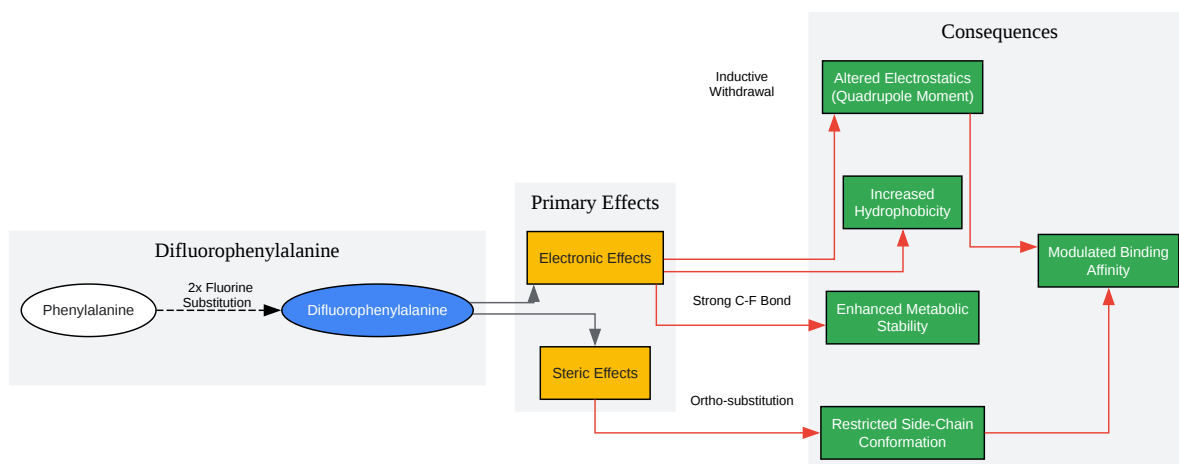 Difluorophenylalanine
Phenylalanine
2x Fluorine
Substitution
Difluorophenylalanine
Primary Effects
Electronic Effects
Steric Effects
Inductive
Withdrawal
Strong C-F Bond
Ortho-substitution
Consequences
Altered Electrostatics
(Quadrupole Moment)
Increased
Hydrophobicity
Enhanced Metabolic
Stability
Restricted Side-Chain
Conformation
Modulated Binding
Affinity